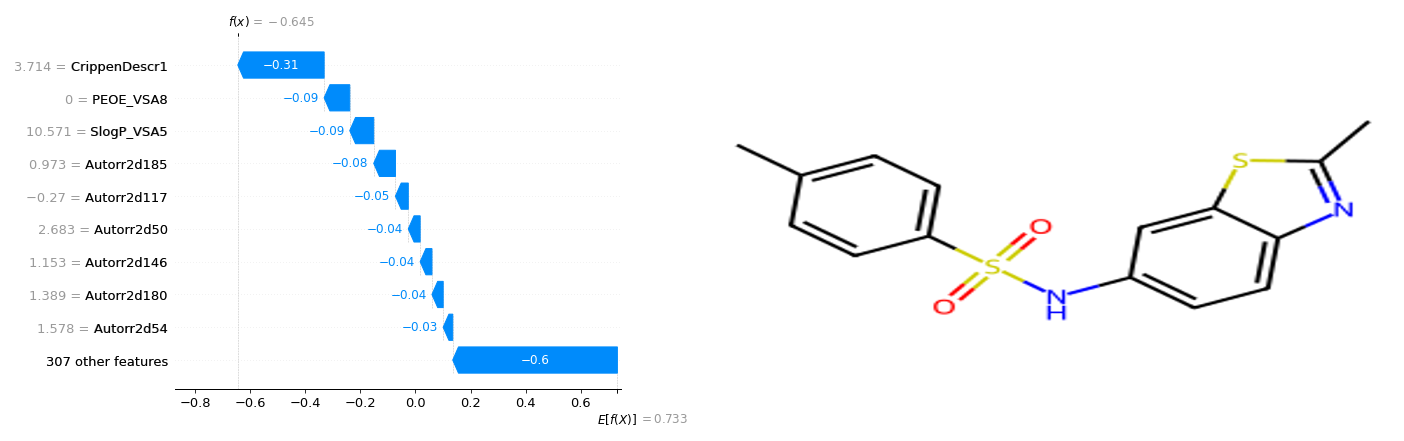 f(x) = −0.645
3.714 = CrippenDescr1
−0.31
0 = PEOE_VSA8
−0.09
10.571 = SlogP_VSA5
−0.09
0.973 = Autorr2d185
−0.08
−0.27 = Autorr2d117
−0.05
2.683 = Autorr2d50
−0.04
1.153 = Autorr2d146
−0.04
1.389 = Autorr2d180
−0.04
1.578 = Autorr2d54
−0.03
307 other features
−0.6
−0.8 −0.6 −0.4 −0.2 0.0 0.2 0.4 0.6
E[f(X)] = 0.733
S
N
O
S
O
N
H